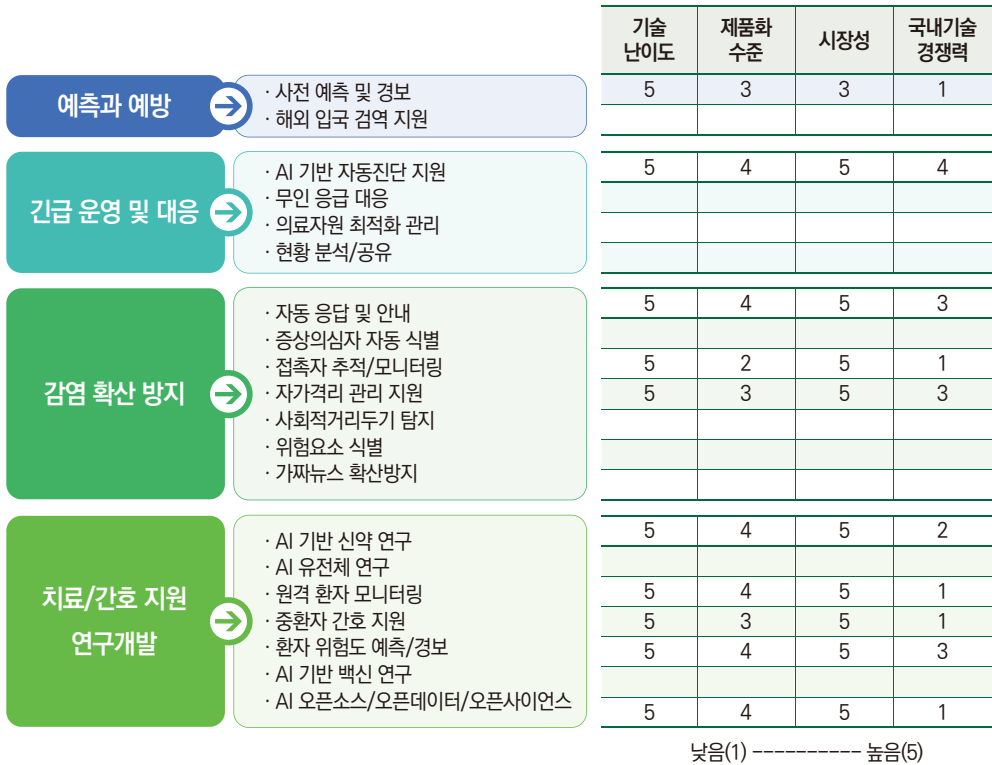 기술
난이도
제품화
수준
시장성
국내기술
경쟁력
예측과 예방
· 사전 예측 및 경보
5 3 3 1
· 해외 입국 검역 지원
긴급 운영 및 대응
· AI 기반 자동진단 지원
5 4 5 4
· 무인 응급 대응
· 의료자원 최적화 관리
· 현황 분석/공유
감염 확산 방지
· 자동 응답 및 안내
5 4 5 3
· 증상의심자 자동 식별
· 접촉자 추적/모니터링
5 2 5 1
· 자가격리 관리 지원
5 3 5 3
· 사회적거리두기 탐지
· 위험요소 식별
· 가짜뉴스 확산방지
치료/간호 지원
연구개발
· AI 기반 신약 연구
5 4 5 2
· AI 유전체 연구
· 원격 환자 모니터링
5 4 5 1
· 중환자 간호 지원
5 3 5 1
· 환자 위험도 예측/경보
5 4 5 3
· AI 기반 백신 연구
· AI 오픈소스/오픈데이터/오픈사이언스
5 4 5 1
낮음(1) ---------- 높음(5)